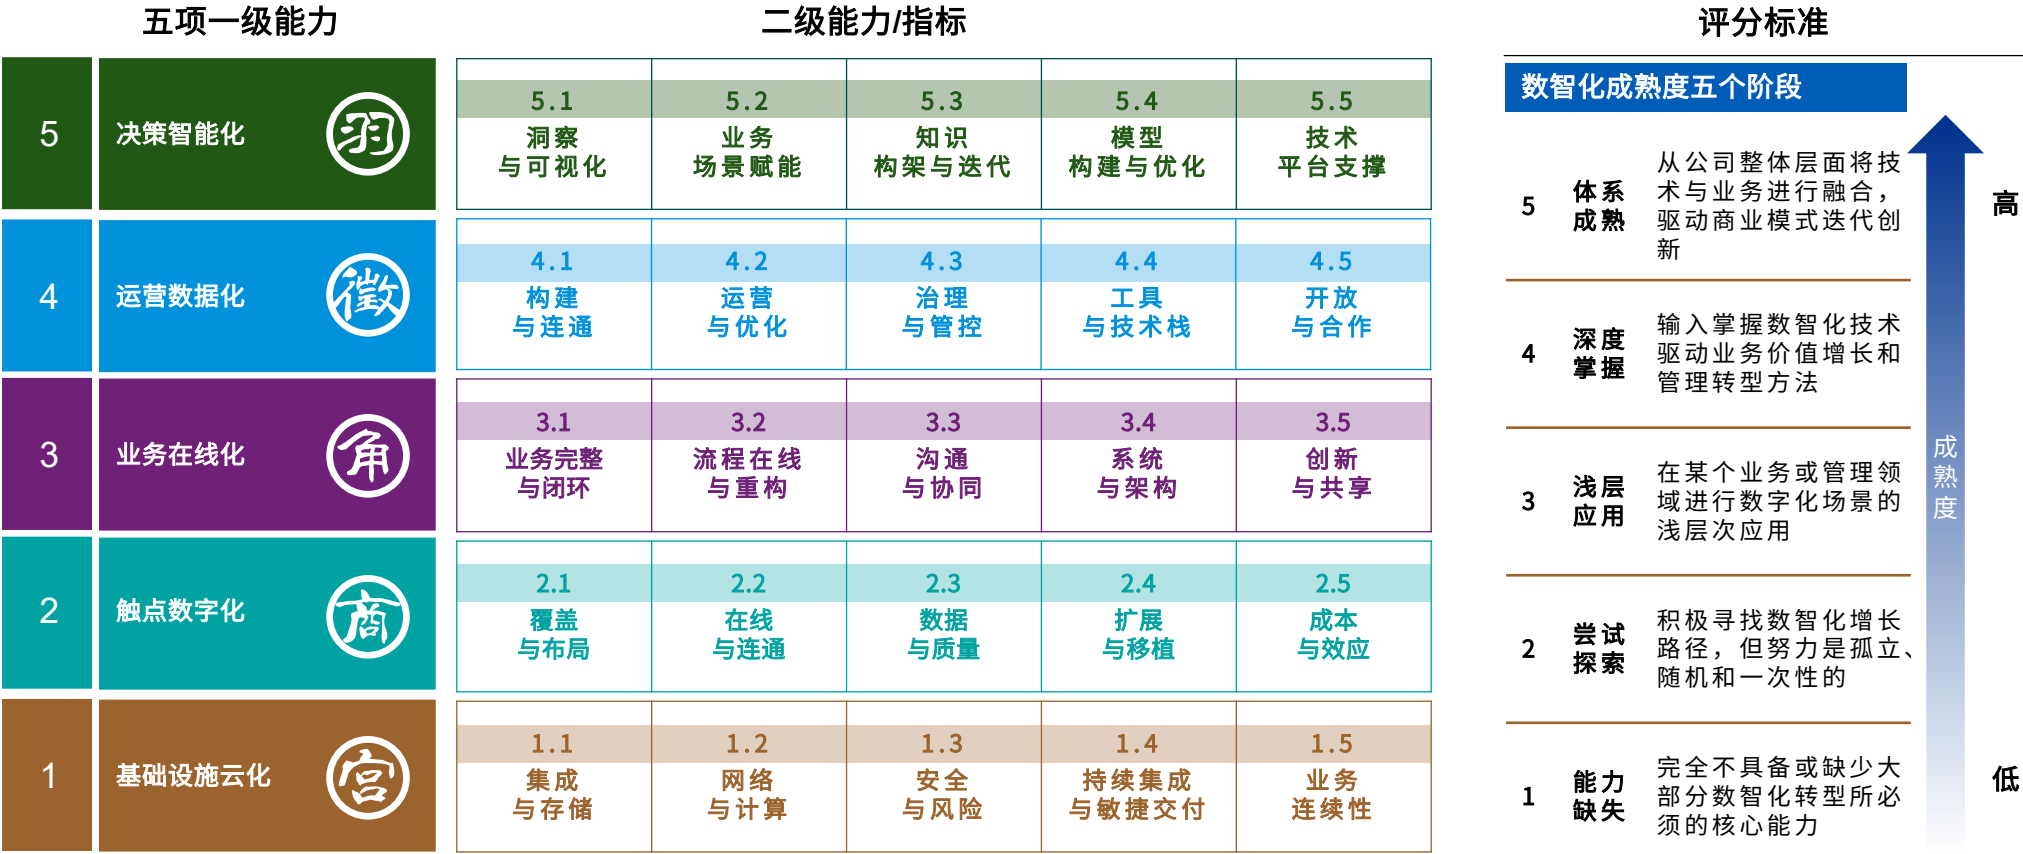 五项一级能力
二级能力/指标
评分标准
5
决策智能化
羽
5.1
5.2
5.3
5.4
5.5
洞察
与可视化
业务
场景赋能
知识
构架与迭代
模型
构建与优化
技术
平台支撑
4
运营数据化
徵
4.1
4.2
4.3
4.4
4.5
构建
与连通
运营
与优化
治理
与管控
工具
与技术栈
开放
与合作
3
业务在线化
角
3.1
3.2
3.3
3.4
3.5
业务完整
与闭环
流程在线
与重构
沟通
与协同
系统
与架构
创新
与共享
2
触点数字化
商
2.1
2.2
2.3
2.4
2.5
覆盖
与布局
在线
与连通
数据
与质量
扩展
与移植
成本
与效应
1
基础设施云化
宫
1.1
1.2
1.3
1.4
1.5
集成
与存储
网络
与计算
安全
与风险
持续集成
与敏捷交付
业务
连续性
数智化成熟度五个阶段
5
体系
成熟
从公司整体层面将技
术与业务进行融合，
驱动商业模式迭代创
新
4
深度
掌握
输入掌握数智化技术
驱动业务价值增长和
管理转型方法
3
浅层
应用
在某个业务或管理领
域进行数字化场景的
浅层次应用
2
尝试
探索
积极寻找数智化增长
路径，但努力是孤立、
随机和一次性的
1
能力
缺失
完全不具备或缺少大
部分数智化转型所必
须的核心能力
高
成
熟
度
低